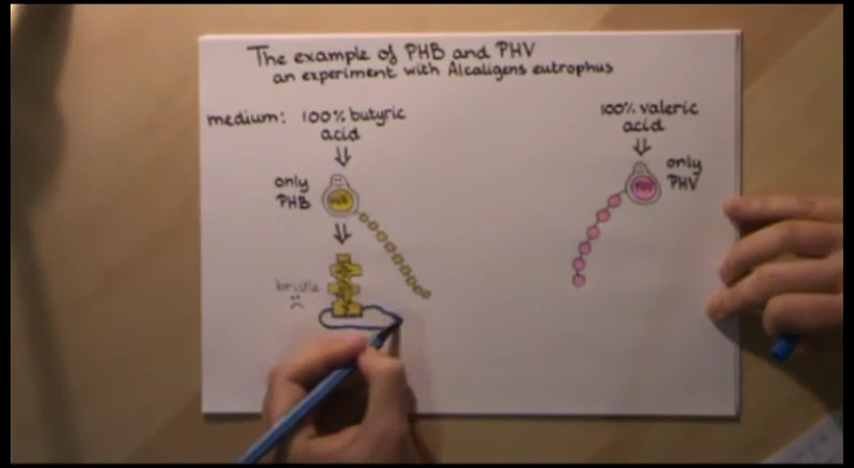 The example of PHB and PHV
an experiment with Alcaligens eutrophus
medium: 100% butyric
acid
100% valeric
acid
only
PHB
PHB
only
PHV
PHV
bristle